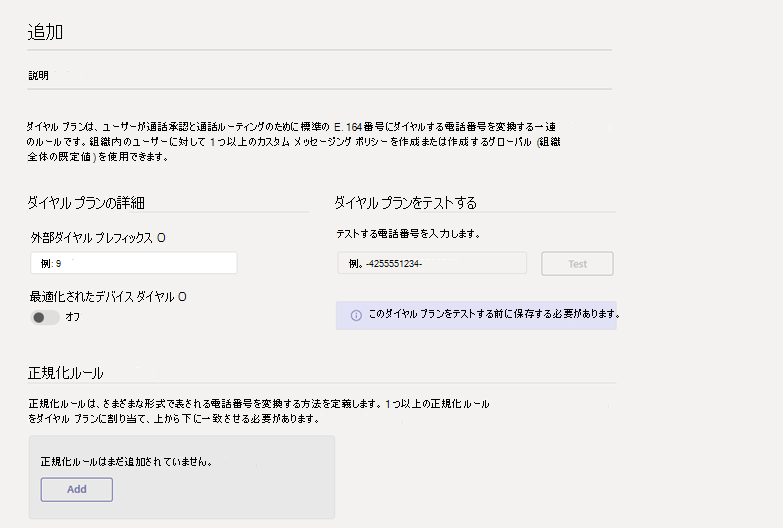 追加
説明
ダイヤル プランは、ユーザーが通話承認と通話ルーティングのために標準の E. 164番号にダイヤルする電話番号を変換する一連
のルールです。組織内のユーザーに対して 1つ以上のカスタム メッセージング ポリシーを作成または作成するグローバル (組織
全体の既定値) を使用できます。
ダイヤル プランの詳細
ダイヤル プランをテストする
外部ダイヤル プレフィックス O
テストする電話番号を入力します。
例: 9
例。-4255551234-
Test
最適化されたデバイス ダイヤル O
オフ
このダイヤル プランをテストする前に保存する必要があります。
正規化ルール
正規化ルールは、さまざまな形式で表される電話番号を変換する方法を定義します。1つ以上の正規化ルール
をダイヤル プランに割り当て、上から下に一致させる必要があります。
正規化ルールはまだ追加されていません。
Add